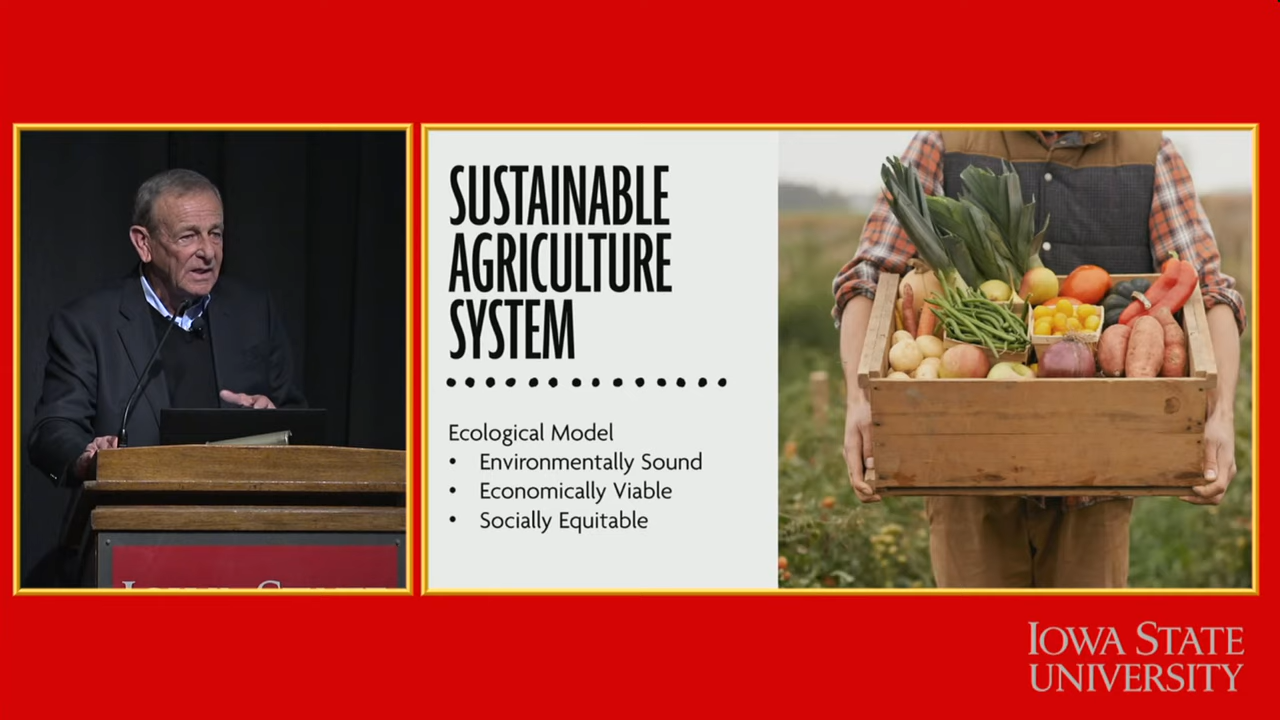 SUSTAINABLE
AGRICULTURE
SYSTEM
Ecological Model
• Environmentally Sound
• Economically Viable
• Socially Equitable
IOWA STATE
UNIVERSITY